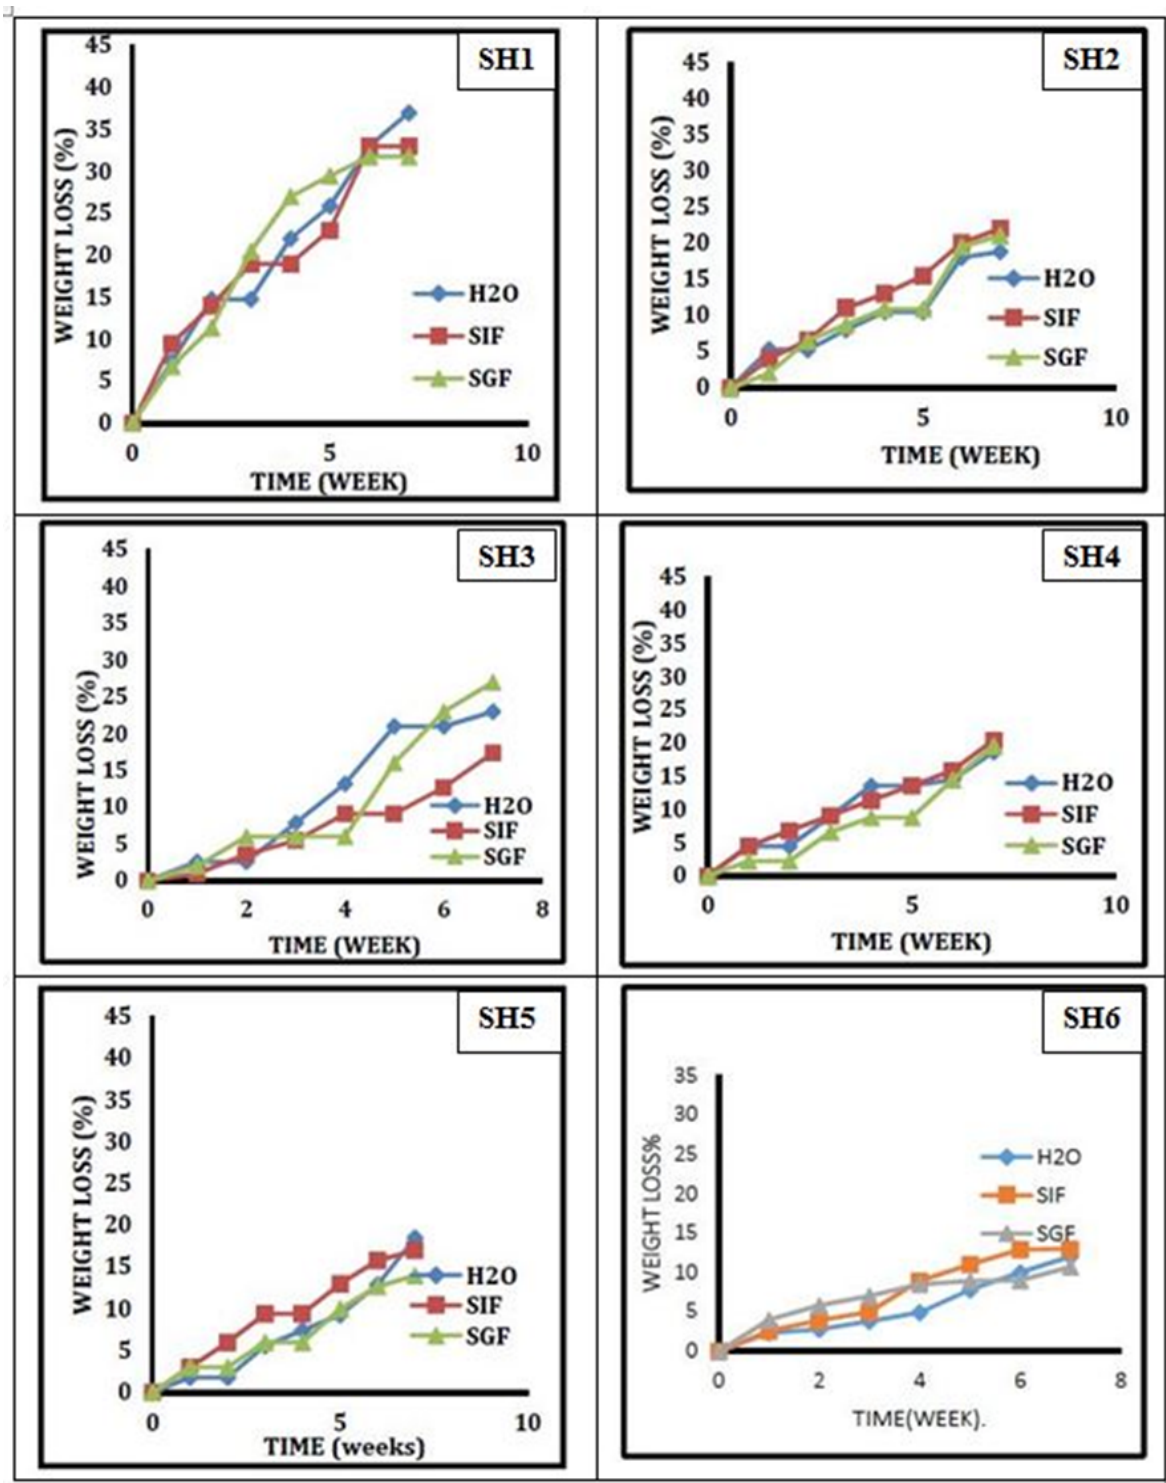 SH1
WEIGHT LOSS (%)
45
40
35
30
25
20
15
10
5
0
H2O
SIF
SGF
0 5 10
TIME (WEEK)
SH2
WEIGHT LOSS (%)
45
40
35
30
25
20
15
10
5
0
H2O
SIF
SGF
0 5 10
TIME (WEEK)
SH3
WEIGHT LOSS (%)
45
40
35
30
25
20
15
10
5
0
H2O
SIF
SGF
0 2 4 6 8
TIME (WEEK)
SH4
WEIGHT LOSS (%)
45
40
35
30
25
20
15
10
5
0
H2O
SIF
SGF
0 5 10
TIME (WEEK)
SH5
WEIGHT LOSS (%)
45
40
35
30
25
20
15
10
5
0
H2O
SIF
SGF
0 5 10
TIME (weeks)
SH6
WEIGHT LOSS%
35
30
25
20
15
10
5
0
H2O
SIF
SGF
0 2 4 6 8
TIME(WEEK).